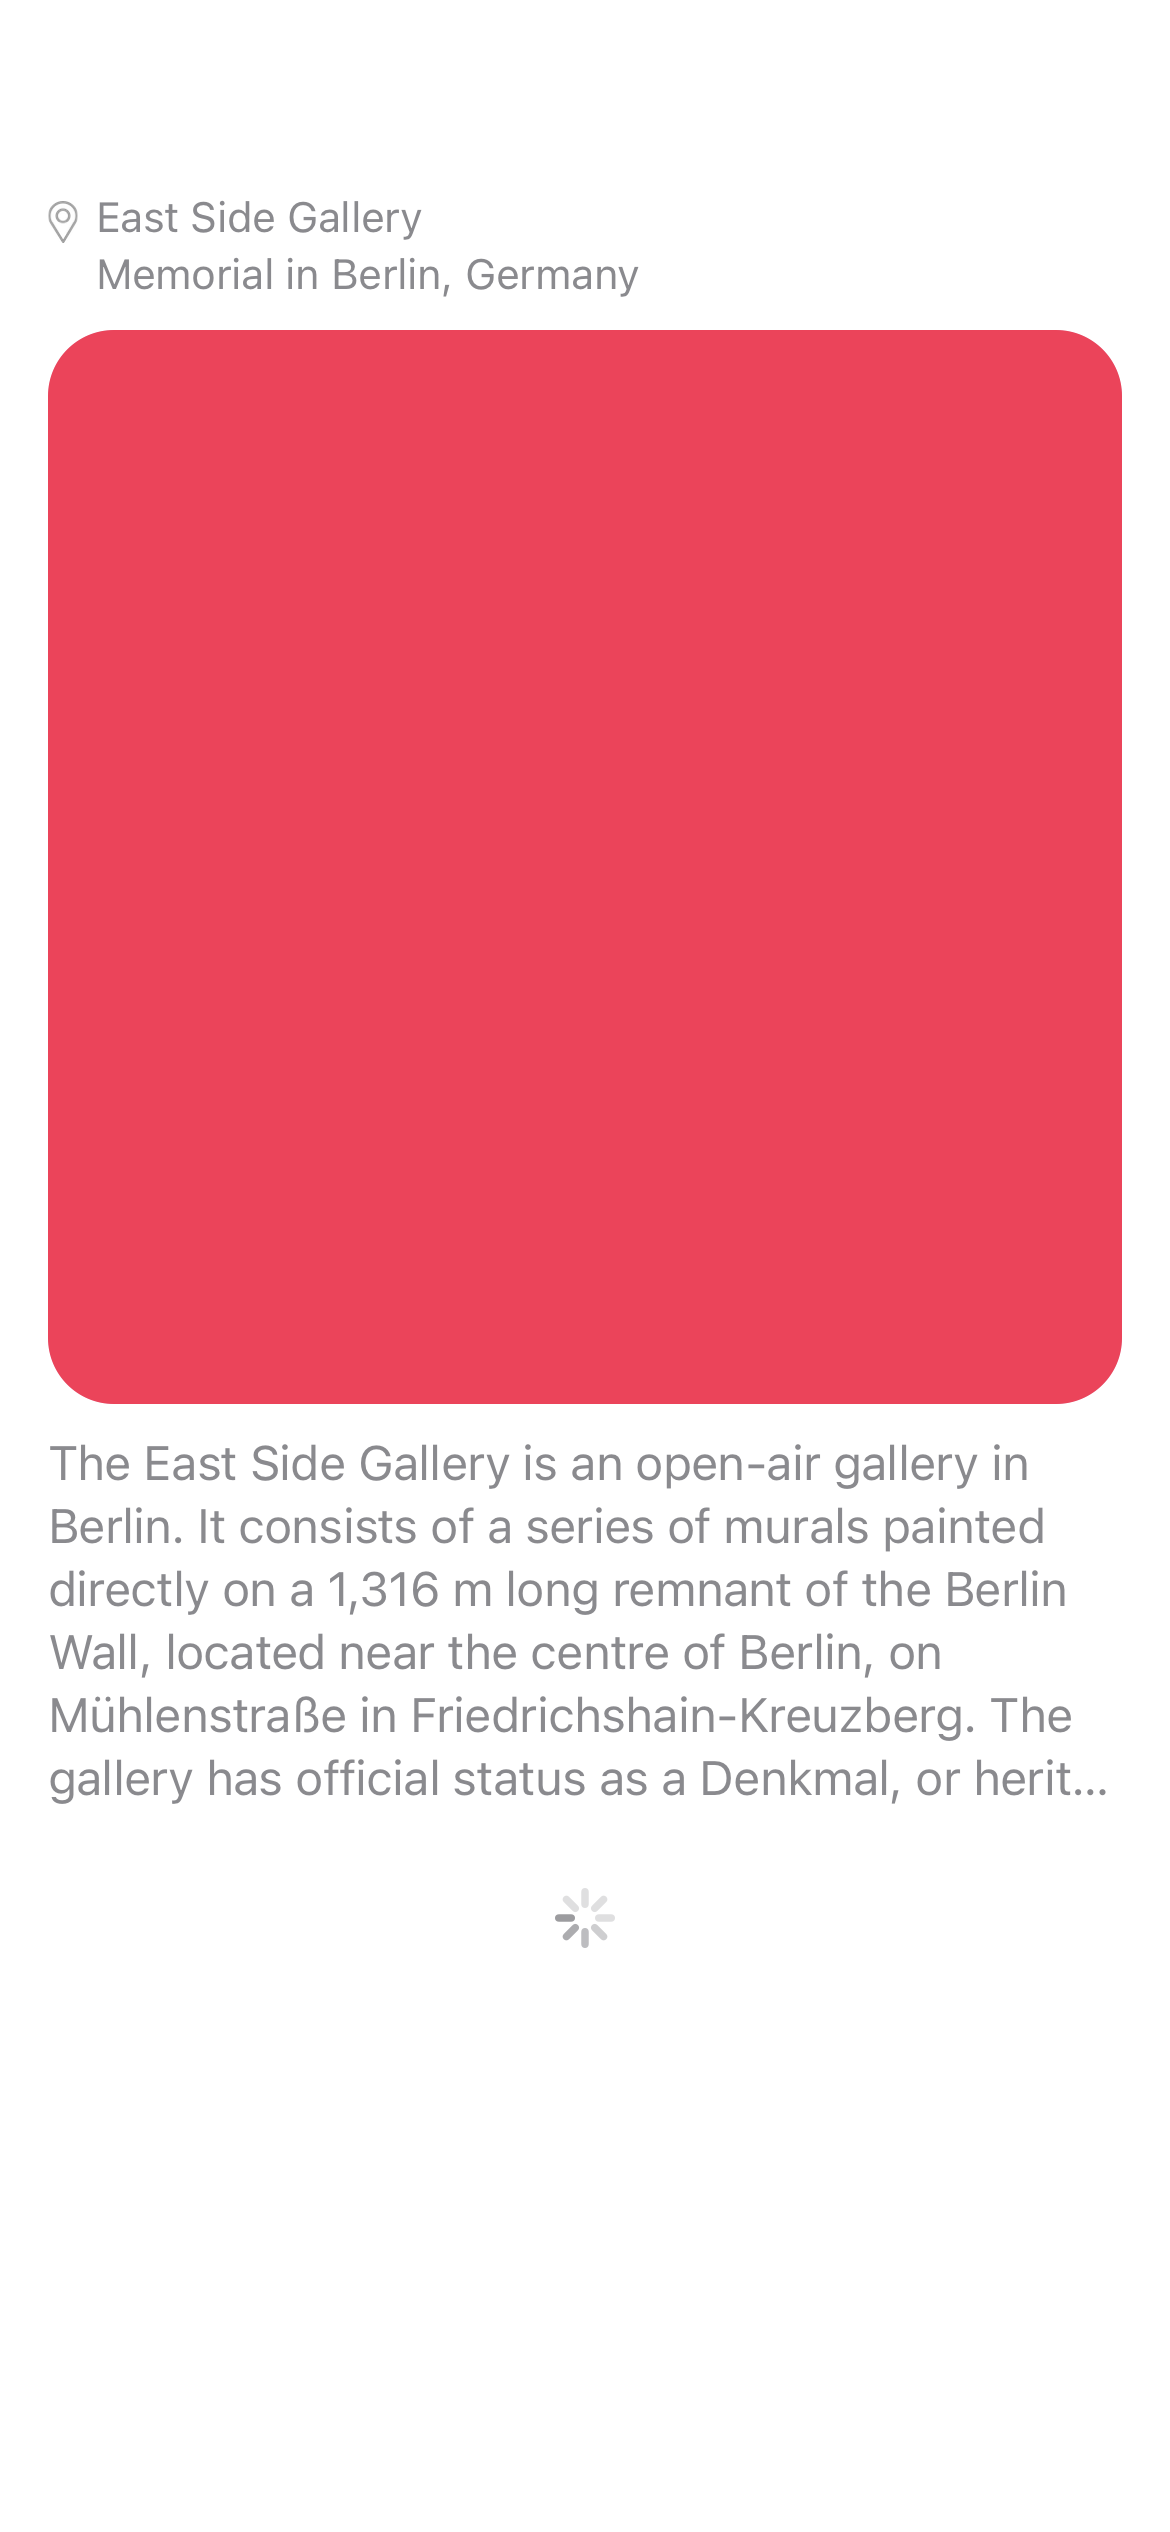 East Side Gallery
Memorial in Berlin, Germany
The East Side Gallery is an open-air gallery in
Berlin. It consists of a series of murals painted
directly on a 1,316 m long remnant of the Berlin
Wall, located near the centre of Berlin, on
Mühlenstraße in Friedrichshain-Kreuzberg. The
gallery has official status as a Denkmal, or herit...